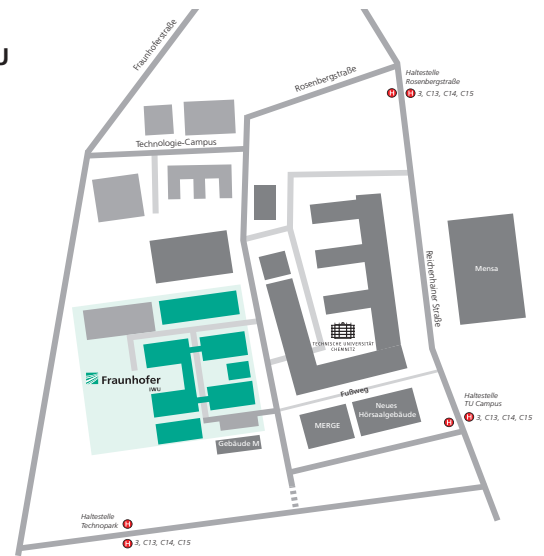 U
Fraunhoferstraße
Haltestelle
Rosenbergstraße
H H 3, C13, C14, C15
Rosenbergstraße
Technologie-Campus
Reichenhainer Straße
Mensa
TECHNISCHE UNIVERSITÄT
CHEMNITZ
Fraunhofer
IWU
Fußweg
Haltestelle
TU Campus
H H 3, C13, C14, C15
Neues
Hörsaalgebäude
MERGE
Gebäude M
Haltestelle
Technopark H
H 3, C13, C14, C15